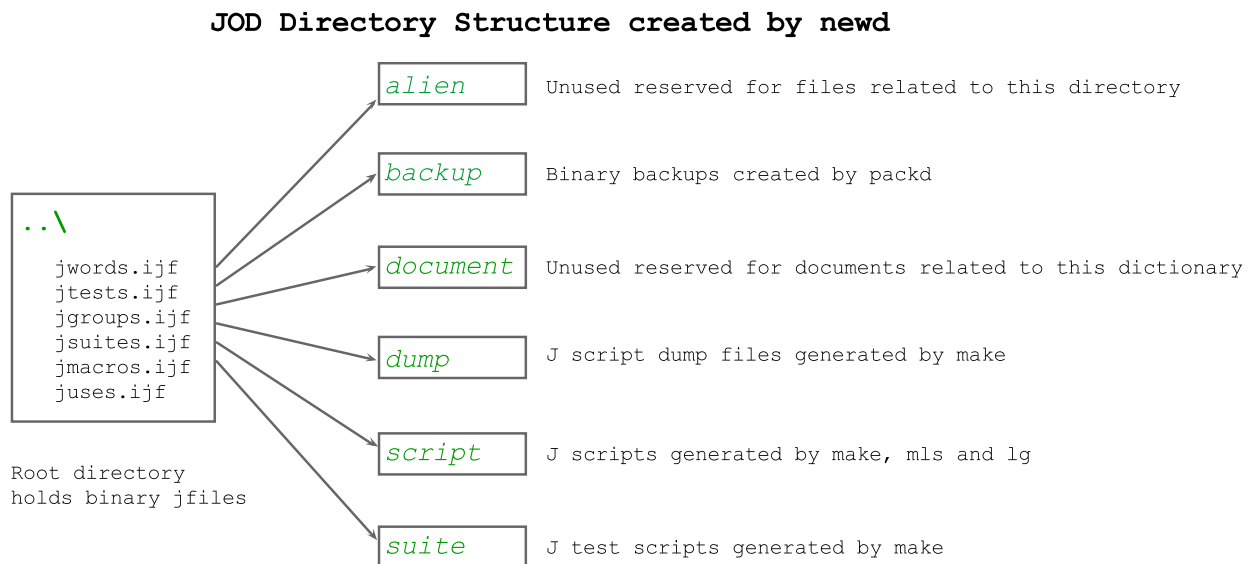 JOD Directory Structure created by newd
alien
Unused reserved for files related to this directory
backup
Binary backups created by packd
..\
jwords.ijf
jtests.ijf
jgroups.ijf
jsuites.ijf
jmacros.ijf
juses.ijf
document
Unused reserved for documents related to this dictionary
dump
J script dump files generated by make
script
J scripts generated by make, mls and lg
Root directory
holds binary jfiles
suite
J test scripts generated by make